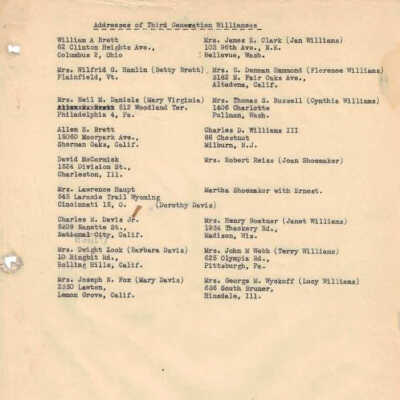 Addresses of Third Generation Williamses
William A Brett
62 Clinton Heights Ave.,
Columbus 2, Ohio
Mrs. James K. Clark (Jan Williams)
103 96th Ave., N.E.
Bellevue, Wash.
Mrs. Wilfrid G. Hamlin (Betty Brett)
Plainfield, Vt.
Mrs. G. Denman Hammond (Florence Williams)
3162 N. Fair Oaks Ave.,
Altadena, Calif.
Mrs. Neil M. Daniels (Mary Virginia)
612 Woodland Ter.
Philadelphia 4, Pa.
Mrs. Thomas G. Russell (Cynthia Williams)
1406 Charlotte
Pullman, Wash.
Allen E. Brett
15060 Moorpark Ave.,
Sherman Oaks, Calif.
Charles D. Williams III
86 Chestnut
Milburn, N.J.
David McCormick
1524 Division St.,
Charleston, Ill.
Mrs. Robert Reize (Joan Shoemaker)
Mrs. Lawrence Haupt
545 Laramie Trail Wyoming
Cincinnati 15, O. (Dorothy Davis)
Martha Shoemaker with Ernest.
Charles M. Davis Jr.
Nanette St.,
National City, Calif.
Mrs. Henry Boetner (Janet Williams)
1934 Thackery Rd.,
Madison, Wis.
Mrs. Dwight Zook (Barbara Davis)
10 Ringbit Rd.,
Rolling Hills, Calif.
Mrs. John M Webb (Terry Williams)
625 Olympia Rd.,
Pittsburgh, Pa.
Mrs. Joseph N. Fox (Mary Davis)
2350 Lawton,
Lemon Grove, Calif.
Mrs. George M. Wyckoff (Lucy Williams)
636 South Bruner,
Hinsdale, Ill.